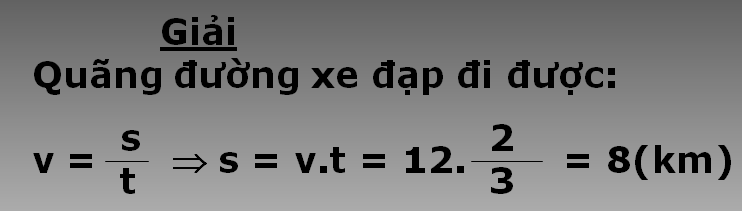 Giải
Quãng đường xe đạp đi được:
v = s/t ⇒ s = v.t = 12. 2/3 = 8(km)